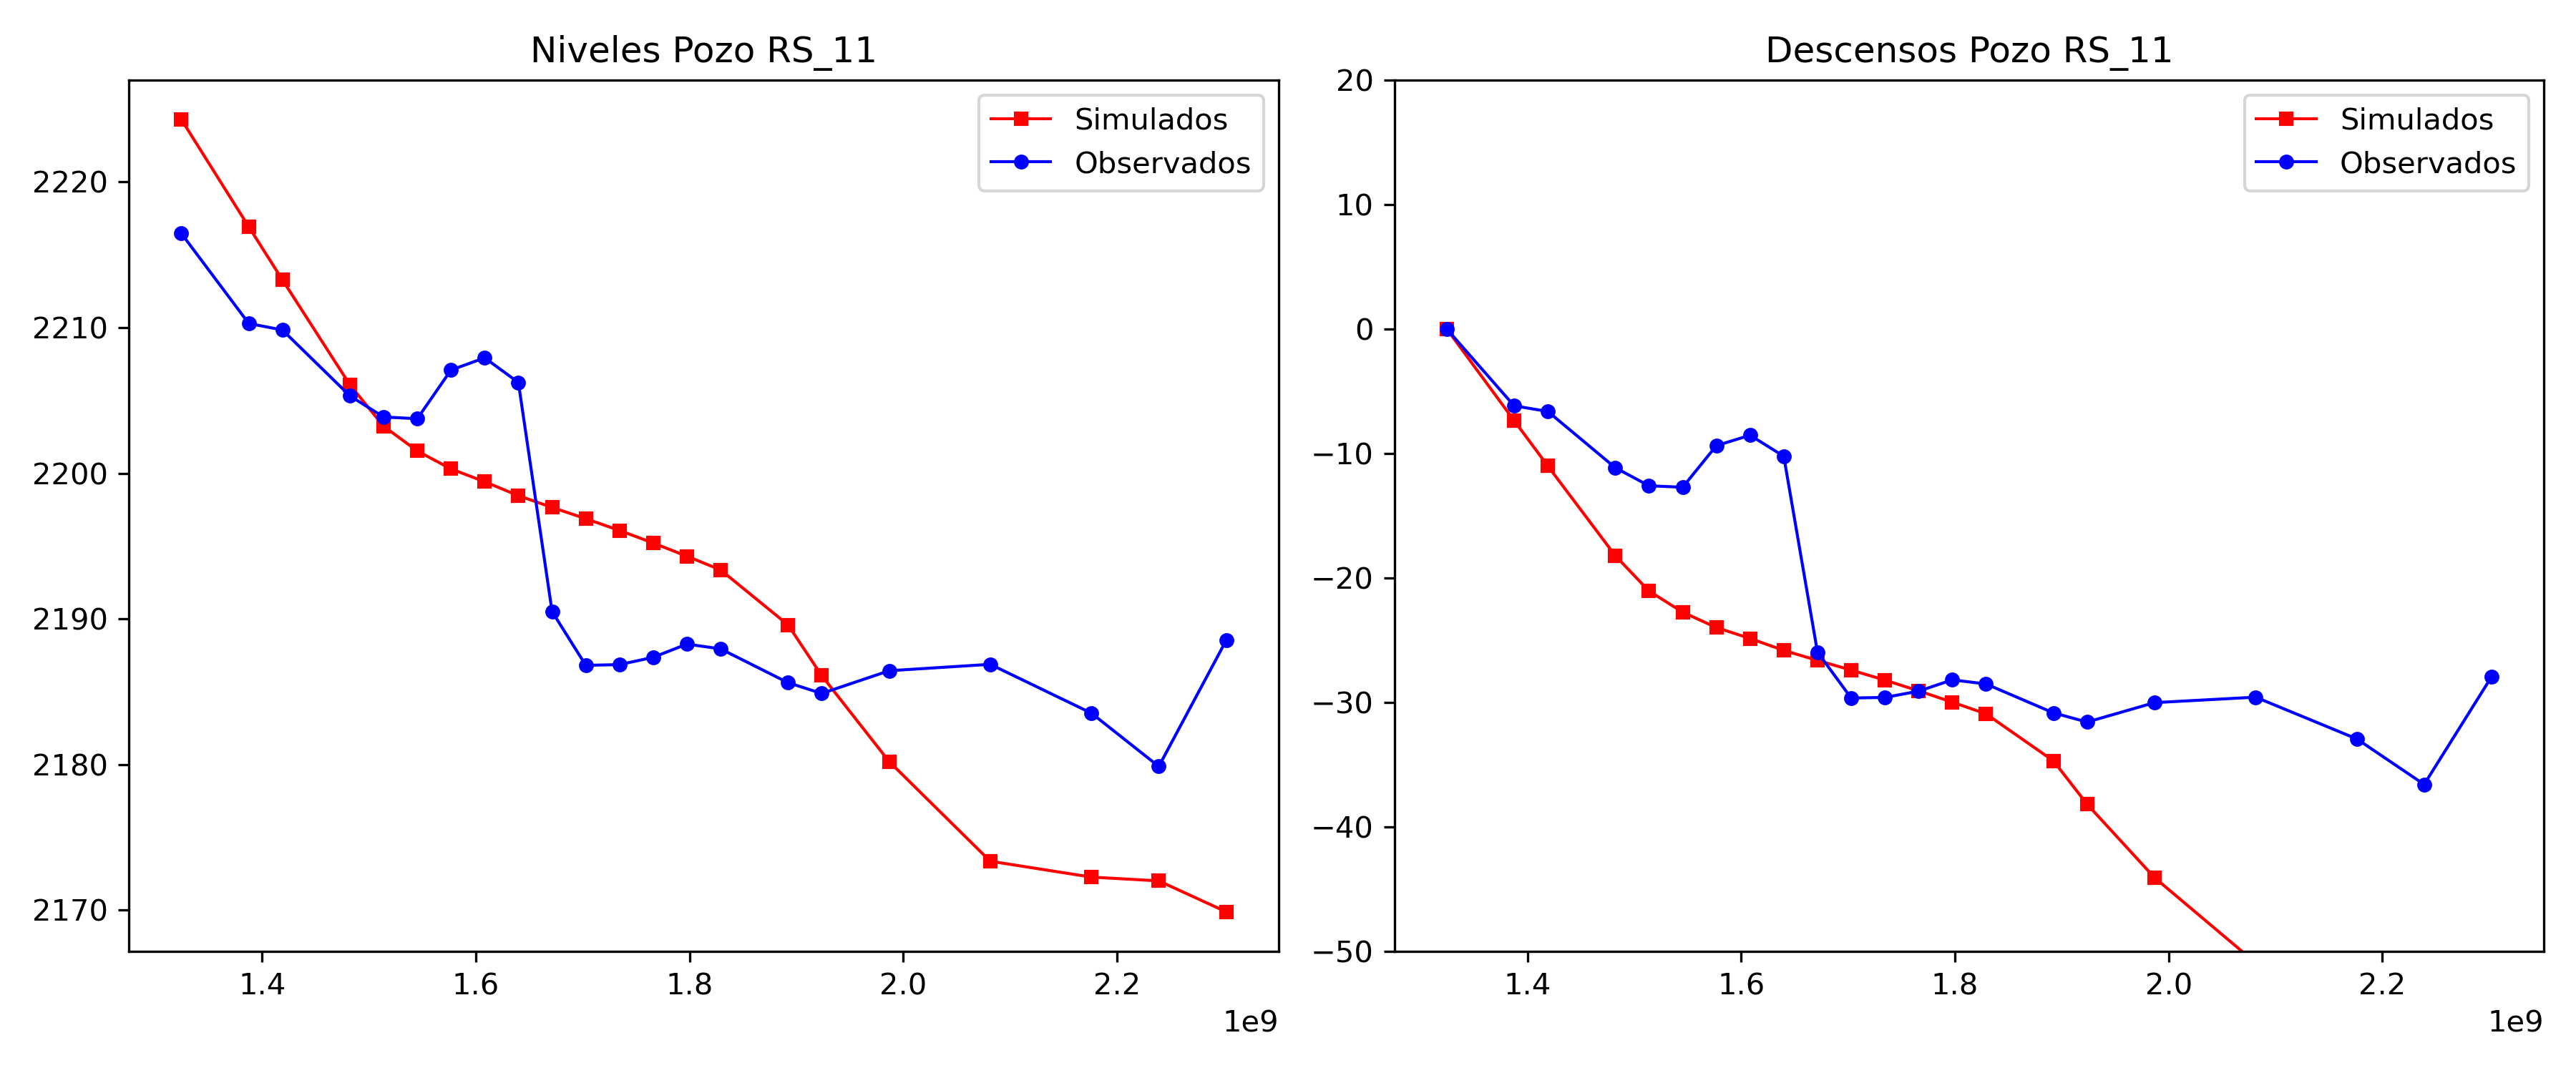 Niveles Pozo RS_11
Simulados
Observados
2220
2210
2200
2190
2180
2170
1.4 1.6 1.8 2.0 2.2
1e9
Descensos Pozo RS_11
Simulados
Observados
20
10
0
−10
−20
−30
−40
−50
1.4 1.6 1.8 2.0 2.2
1e9